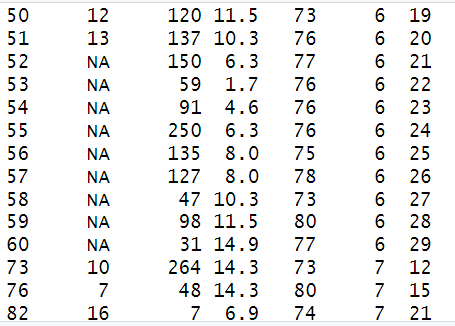 50 12 120 11.5 73 6 19
51 13 137 10.3 76 6 20
52 NA 150 6.3 77 6 21
53 NA 59 1.7 76 6 22
54 NA 91 4.6 76 6 23
55 NA 250 6.3 76 6 24
56 NA 135 8.0 75 6 25
57 NA 127 8.0 78 6 26
58 NA 47 10.3 73 6 27
59 NA 98 11.5 80 6 28
60 NA 31 14.9 77 6 29
73 10 264 14.3 73 7 12
76 7 48 14.3 80 7 15
82 16 7 6.9 74 7 21